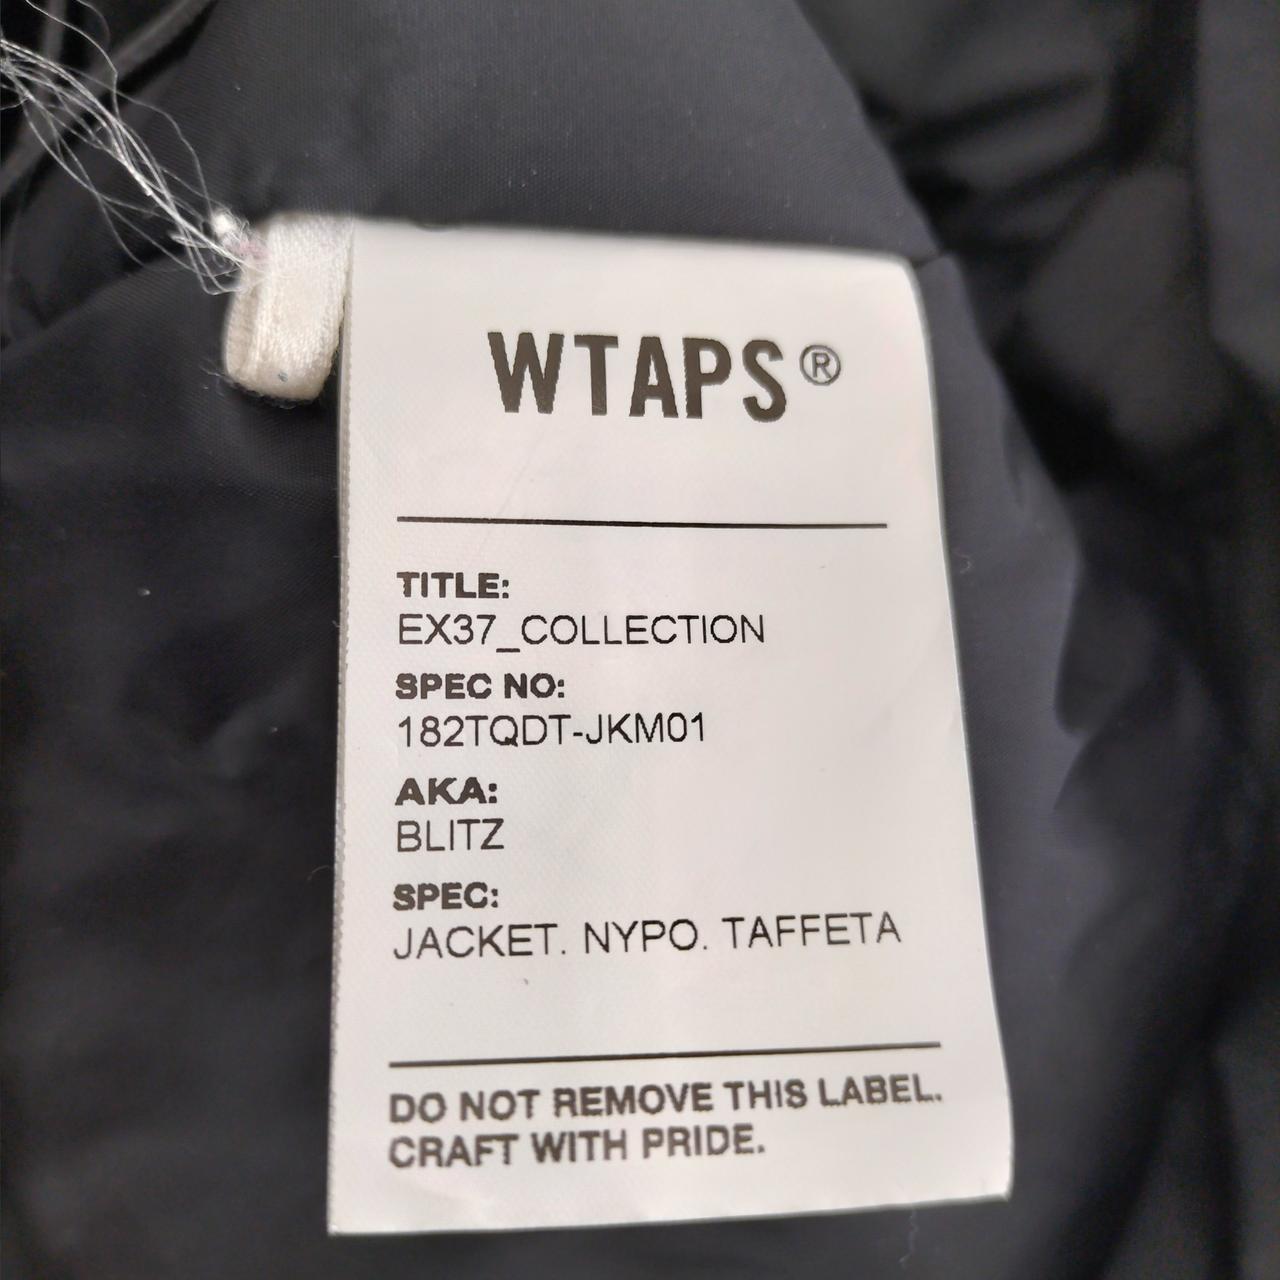 WTAPS®
TITLE:
EX37_COLLECTION
SPEC NO:
182TQDT-JKM01
AKA:
BLITZ
SPEC:
JACKET. NYPO. TAFFETA
DO NOT REMOVE THIS LABEL.
CRAFT WITH PRIDE.